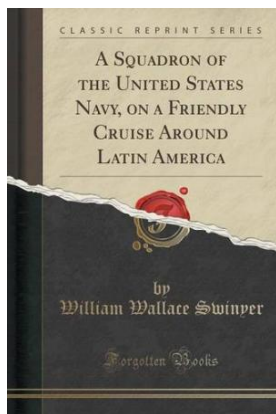 CLASSIC REPRINT SERIES
A SQUADRON OF
THE UNITED STATES
NAVY, ON A FRIENDLY
CRUISE AROUND
LATIN AMERICA
by
William Wallace Swinyer
Forgotten Books